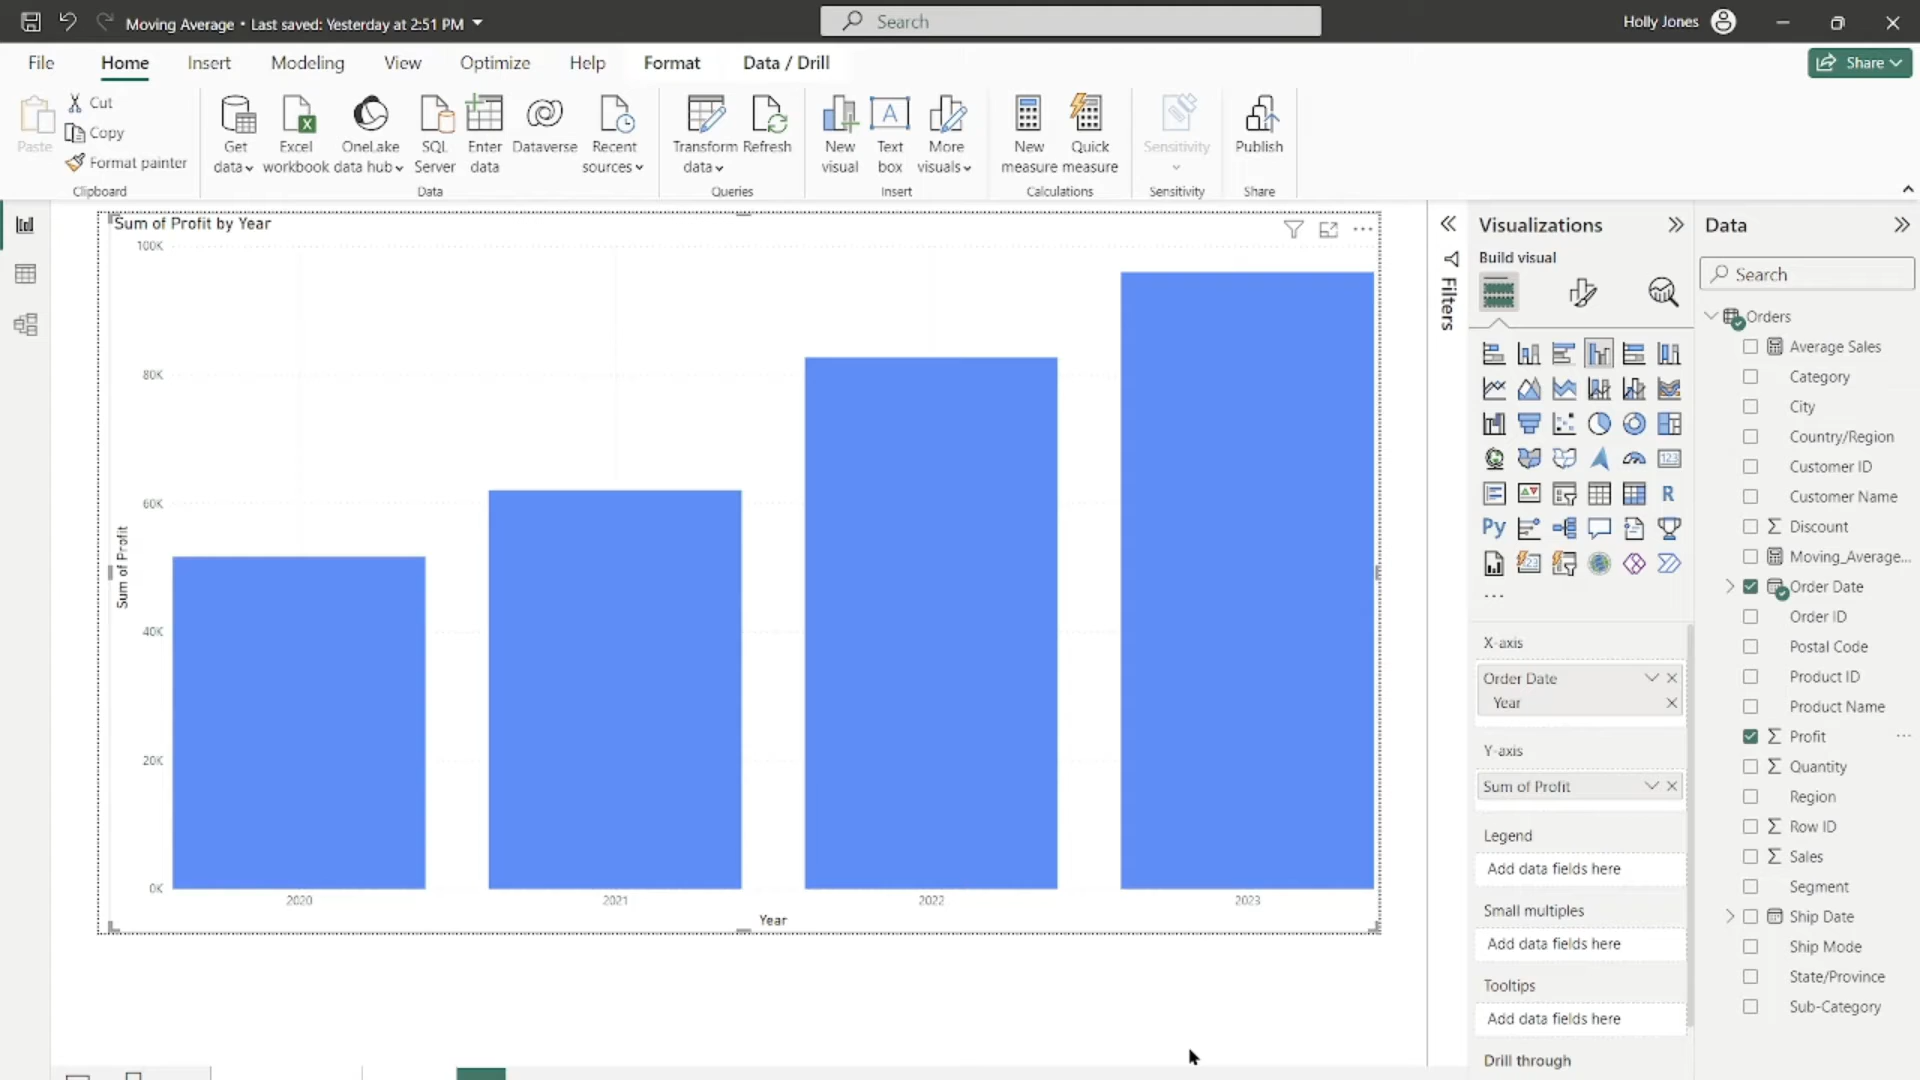 Moving Average • Last saved: Yesterday at 2:51 PM
Search
Holly Jones
File Home Insert Modeling View Optimize Help Format Data / Drill
Share
Paste
Cut
Copy
Format painter
Clipboard
Get data
Excel workbook
OneLake data hub
SQL Server
Enter data
Dataverse
Recent sources
Data
Transform data
Refresh
Queries
New visual
A
Text box
More visuals
Insert
New measure
Quick measure
Calculations
Sensitivity
Sensitivity
Publish
Share
Sum of Profit by Year
100K
80K
60K
40K
20K
0K
Sum of Profit
2020 2021 2022 2023
Year
Filters
Visualizations
Build visual
123
R
Py
123
X-axis
Order Date
Year
Y-axis
Sum of Profit
Legend
Add data fields here
Small multiples
Add data fields here
Tooltips
Add data fields here
Drill through
Data
Search
Orders
Average Sales
Category
City
Country/Region
Customer ID
Customer Name
Discount
Moving_Average...
Order Date
Order ID
Postal Code
Product ID
Product Name
Profit
Quantity
Region
Row ID
Sales
Segment
Ship Date
Ship Mode
State/Province
Sub-Category